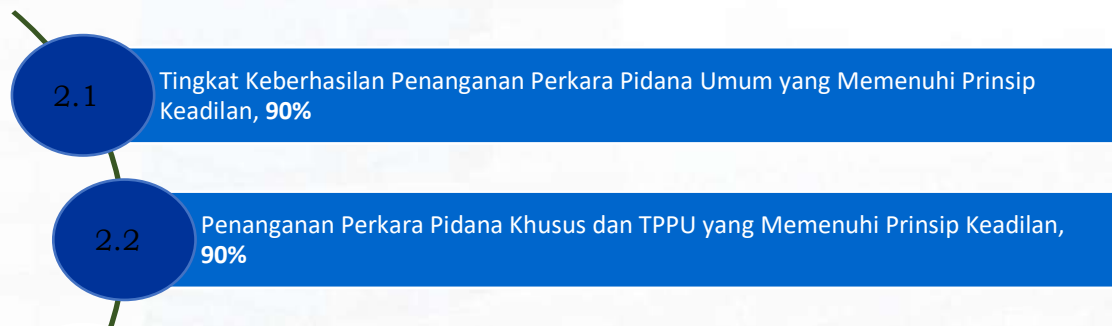 2.1
Tingkat Keberhasilan Penanganan Perkara Pidana Umum yang Memenuhi Prinsip
Keadilan, 90%
2.2
Penanganan Perkara Pidana Khusus dan TPPU yang Memenuhi Prinsip Keadilan,
90%